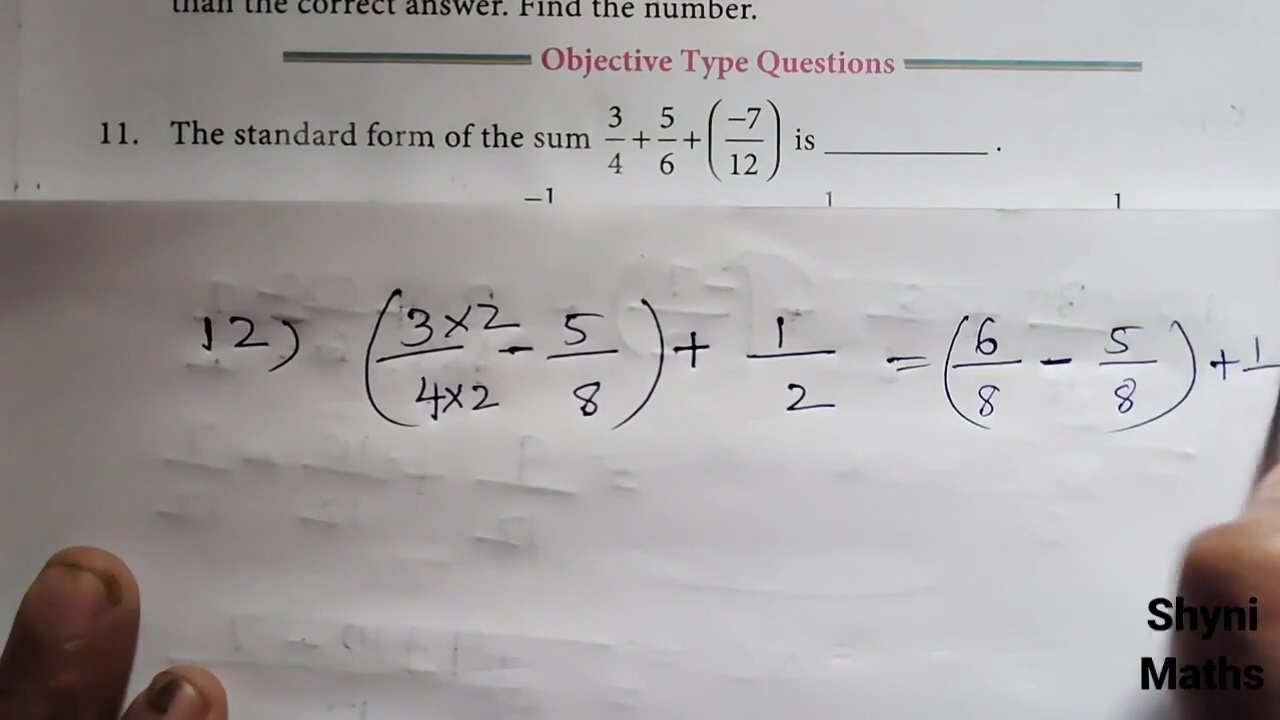 than the correct answer. Find the number.
Objective Type Questions
11. The standard form of the sum 3/4 + 5/6 + (-7/12) is ________ .
-1 1 1
12) (3×2/4×2 - 5/8) + 1/2 = (6/8 - 5/8) + 1
Shyni
Maths